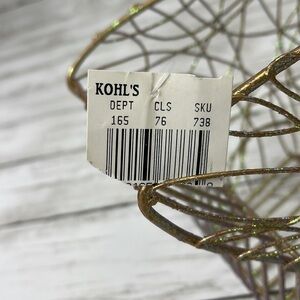 KOHL'S
DEPT CLS SKU
165 76 738